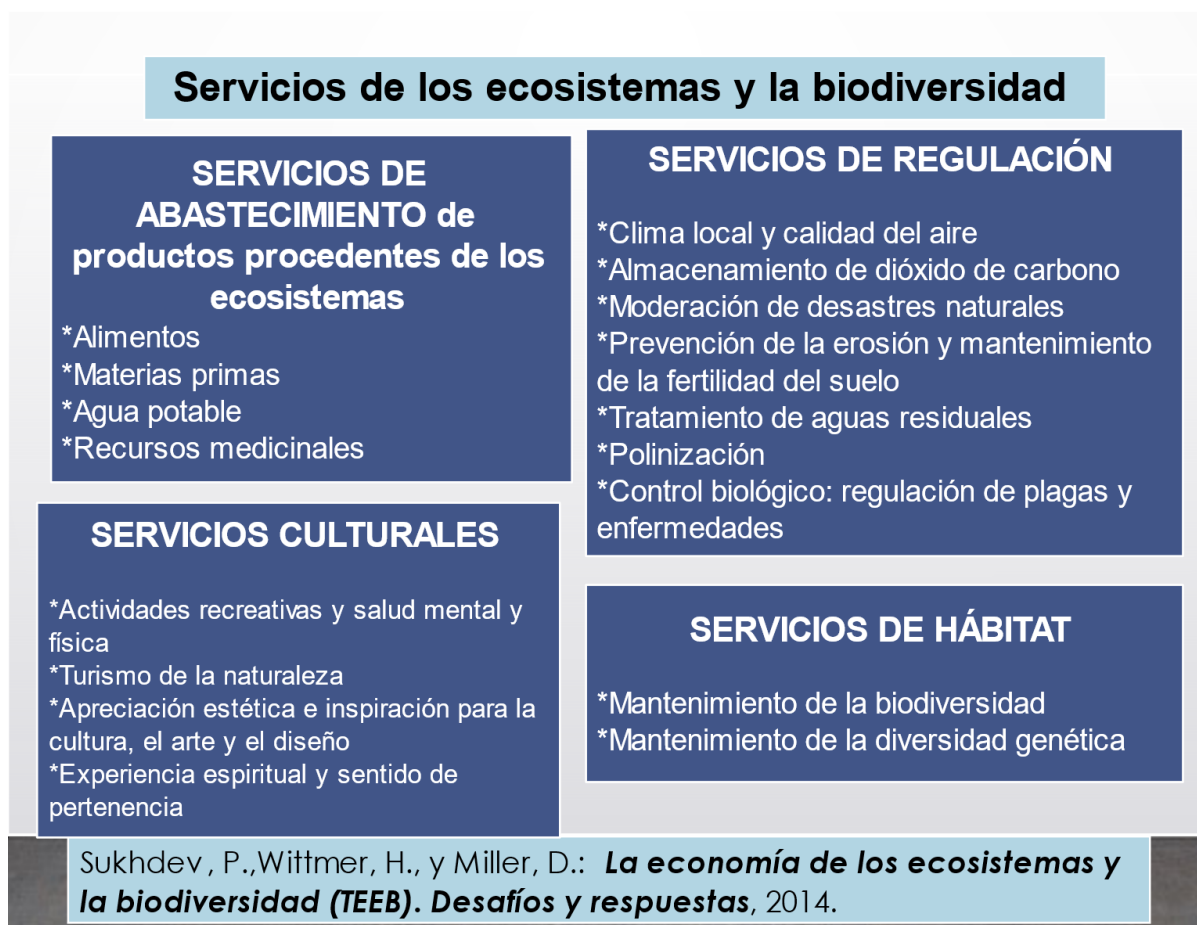 Servicios de los ecosistemas y la biodiversidad
SERVICIOS DE
ABASTECIMIENTO de
productos procedentes de los
ecosistemas
*Alimentos
*Materias primas
*Agua potable
*Recursos medicinales
SERVICIOS DE REGULACIÓN
*Clima local y calidad del aire
*Almacenamiento de dióxido de carbono
*Moderación de desastres naturales
*Prevención de la erosión y mantenimiento
de la fertilidad del suelo
*Tratamiento de aguas residuales
*Polinización
*Control biológico: regulación de plagas y
enfermedades
SERVICIOS CULTURALES
*Actividades recreativas y salud mental y
física
*Turismo de la naturaleza
*Apreciación estética e inspiración para la
cultura, el arte y el diseño
*Experiencia espiritual y sentido de
pertenencia
SERVICIOS DE HÁBITAT
*Mantenimiento de la biodiversidad
*Mantenimiento de la diversidad genética
Sukhdev , P.,Wittmer, H., y Miller, D.: La economía de los ecosistemas y
la biodiversidad (TEEB). Desafíos y respuestas, 2014.